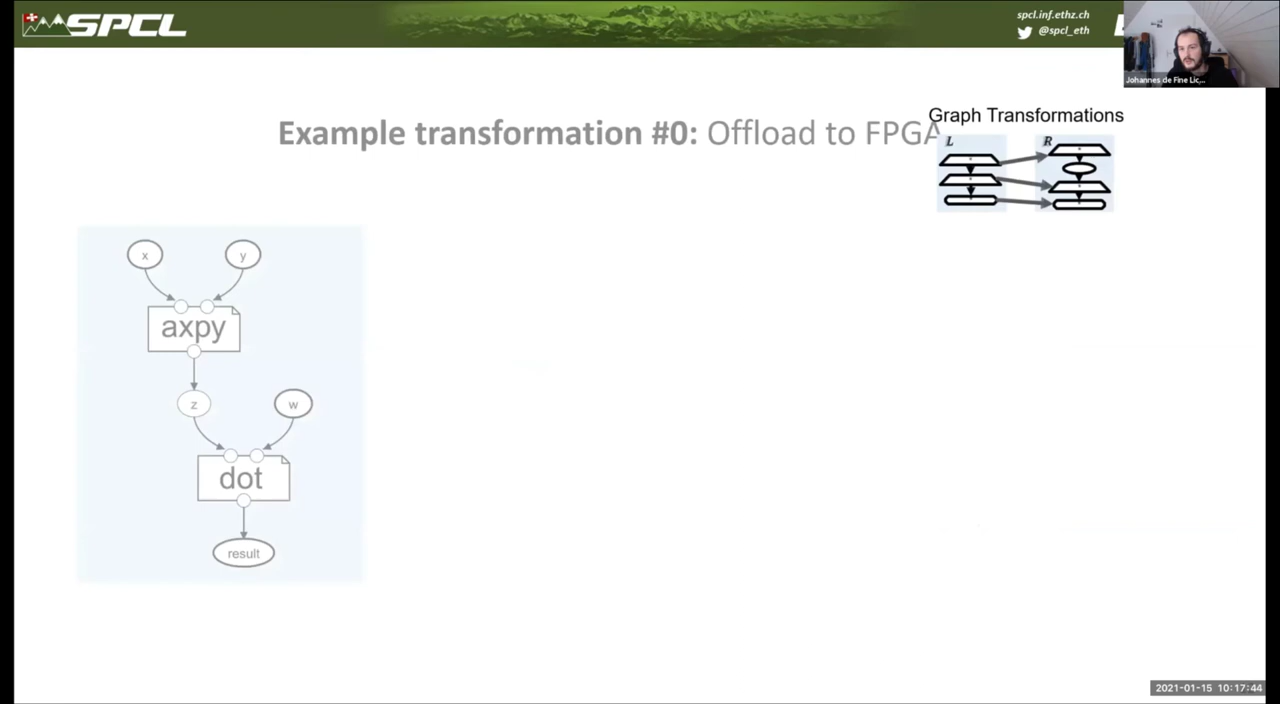 SPCL
spcl.inf.ethz.ch
@spcl_eth
Johannes de Fine Lic...
Example transformation #0: Offload to FPGA
Graph Transformations
L R
x y
axpy
z w
dot
result
2021-01-15 10:17:44